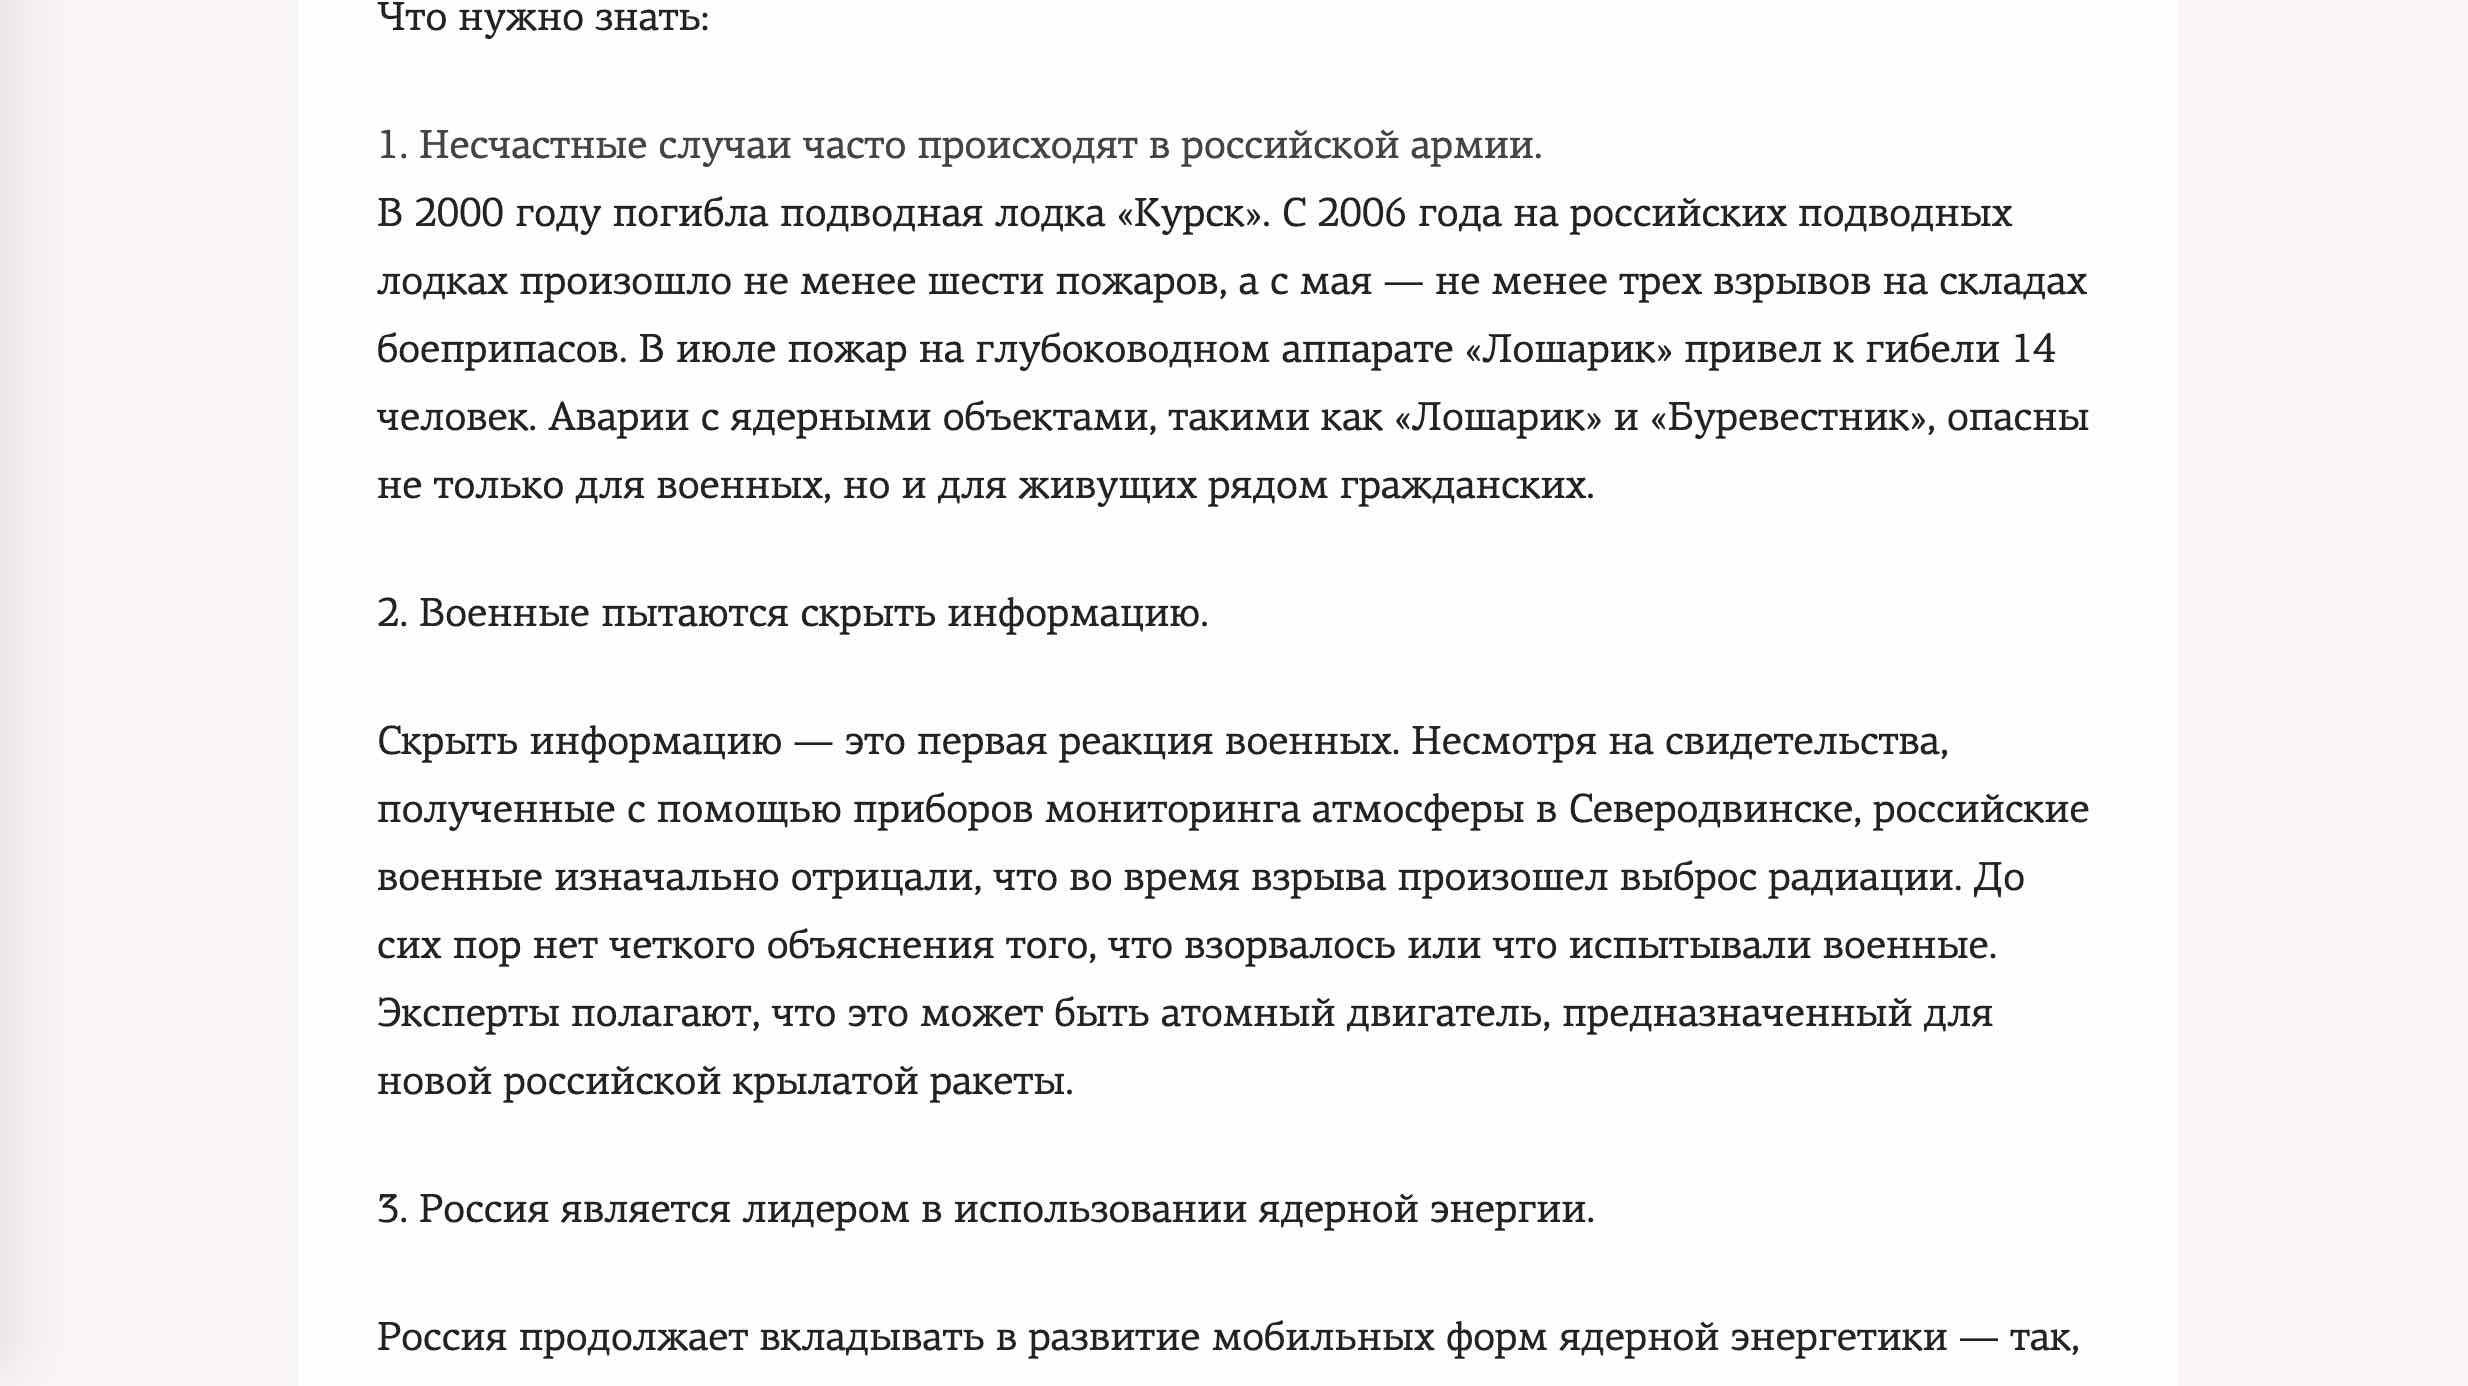 Что нужно знать:
1. Несчастные случаи часто происходят в российской армии.
В 2000 году погибла подводная лодка «Курск». С 2006 года на российских подводных
лодках произошло не менее шести пожаров, а с мая — не менее трех взрывов на складах
боеприпасов. В июле пожар на глубоководном аппарате «Лошарик» привел к гибели 14
человек. Аварии с ядерными объектами, такими как «Лошарик» и «Буревестник», опасны
не только для военных, но и для живущих рядом гражданских.
2. Военные пытаются скрыть информацию.
Скрыть информацию — это первая реакция военных. Несмотря на свидетельства,
полученные с помощью приборов мониторинга атмосферы в Северодвинске, российские
военные изначально отрицали, что во время взрыва произошел выброс радиации. До
сих пор нет четкого объяснения того, что взорвалось или что испытывали военные.
Эксперты полагают, что это может быть атомный двигатель, предназначенный для
новой российской крылатой ракеты.
3. Россия является лидером в использовании ядерной энергии.
Россия продолжает вкладывать в развитие мобильных форм ядерной энергетики — так,